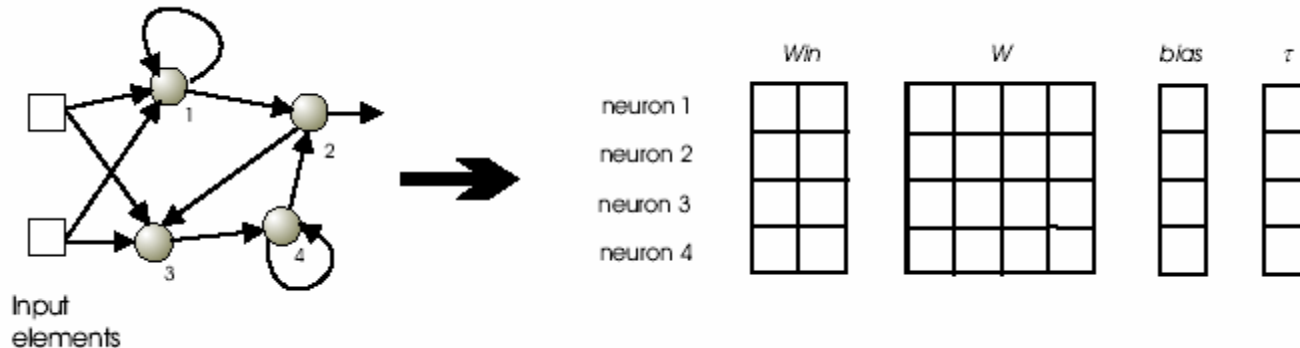 1
2
3
4
Input
elements
Win W bias τ
neuron 1
neuron 2
neuron 3
neuron 4